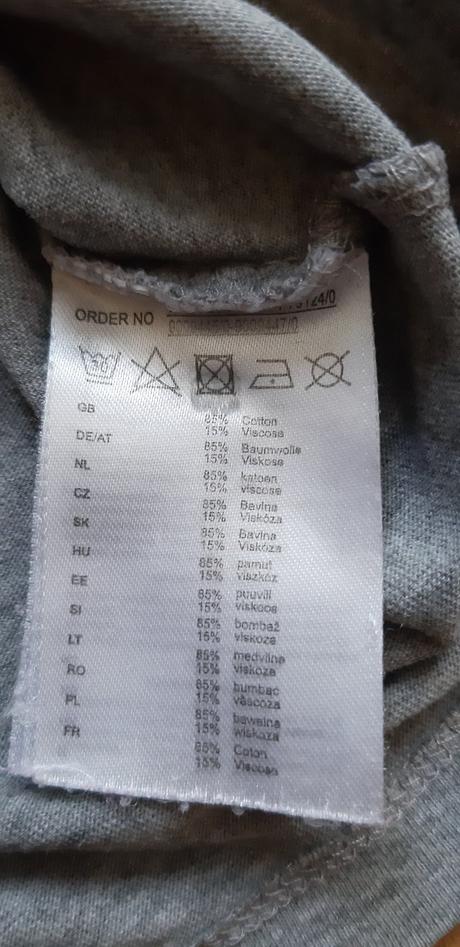 ORDER NO
30
GB
85% Cotton
15% Viscose
DE/AT
85% Baumwolle
15% Viskose
NL
85% katoen
15% viscose
CZ
85% Bavlna
15% Viskóza
SK
85% Bavlna
15% Viskóza
HU
85% pamut
15% viszkóz
EE
85% puuvill
15% viskoos
SI
85% bombaž
15% viskoza
LT
85% medvilnė
15% viskozė
RO
85% bumbac
15% vâscoza
PL
85% bawełna
15% wiskoza
FR
85% Coton
15%